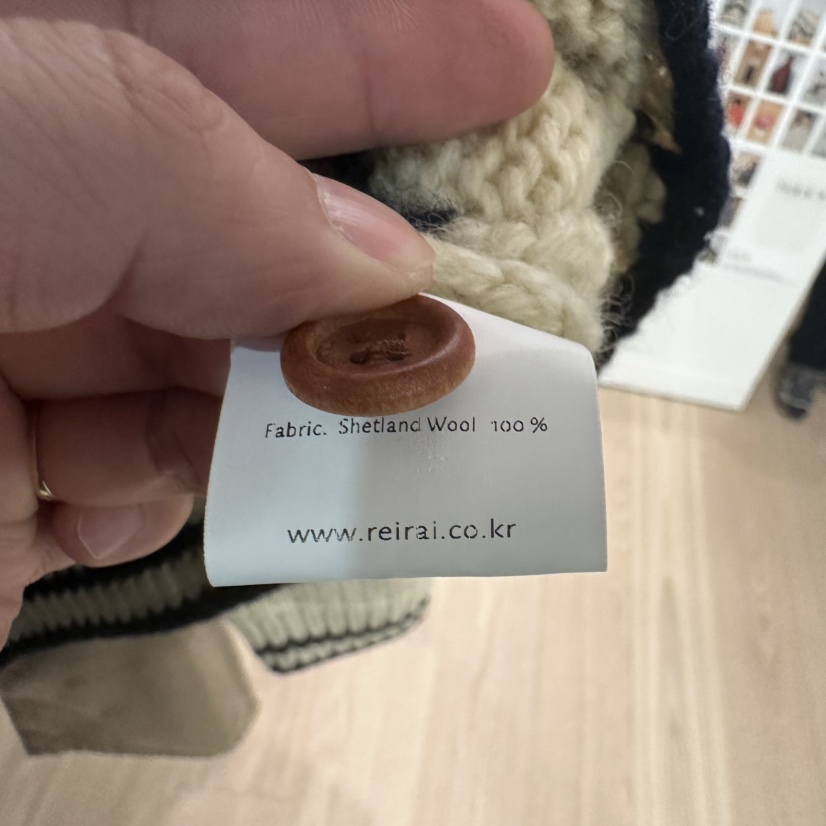 Fabric. Shetland Wool 100 %
www.reirai.co.kr